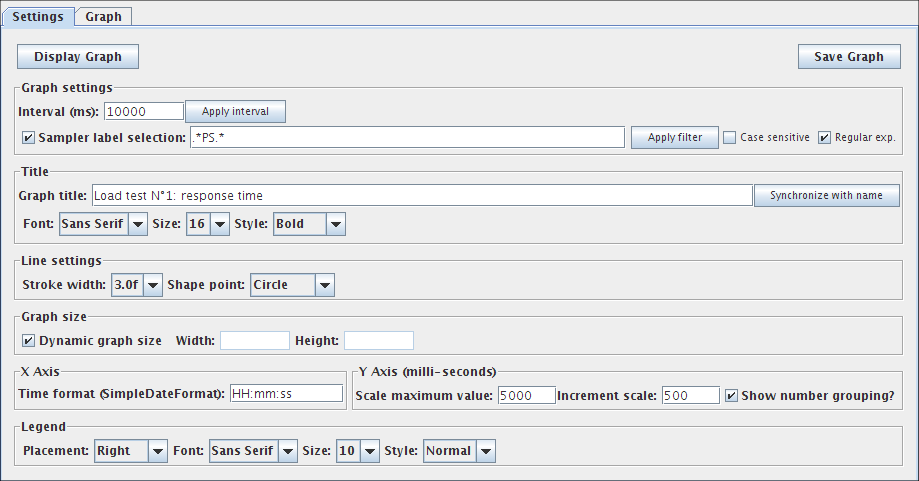 Settings Graph
Display Graph Save Graph
Graph settings
Interval (ms): 10000 Apply interval
Sampler label selection: .*PS.* Apply filter Case sensitive Regular exp.
Title
Graph title: Load test N°1: response time Synchronize with name
Font: Sans Serif Size: 16 Style: Bold
Line settings
Stroke width: 3.0f Shape point: Circle
Graph size
Dynamic graph size Width: Height:
X Axis Y Axis (milli-seconds)
Time format (SimpleDateFormat): HH:mm:ss Scale maximum value: 5000 Increment scale: 500 Show number grouping?
Legend
Placement: Right Font: Sans Serif Size: 10 Style: Normal